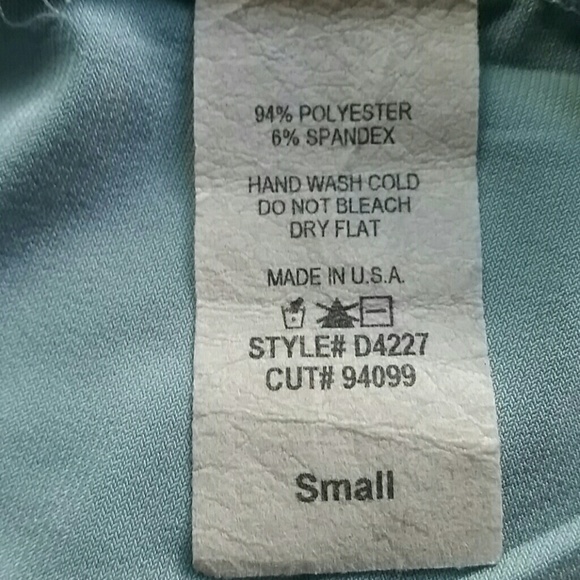 94% POLYESTER
6% SPANDEX
HAND WASH COLD
DO NOT BLEACH
DRY FLAT
MADE IN U.S.A.
STYLE# D4227
CUT# 94099
Small